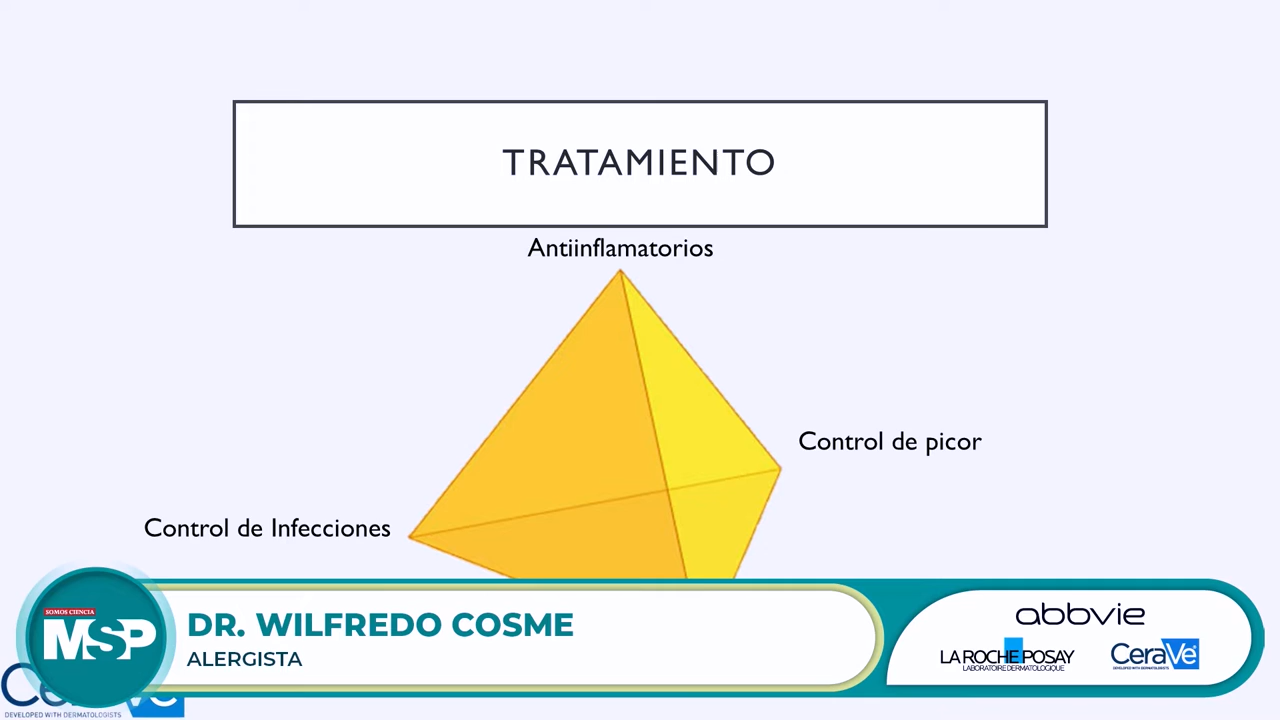 TRATAMIENTO
Antiinflamatorios
Control de picor
Control de Infecciones
SOMOS CIENCIA
MSP
DR. WILFREDO COSME
ALERGISTA
abbvie
LA ROCHE POSAY
LABORATOIRE DERMATOLOGIQUE
CeraVe
DEVELOPED WITH DERMATOLOGISTS
DEVELOPED WITH DERMATOLOGISTS